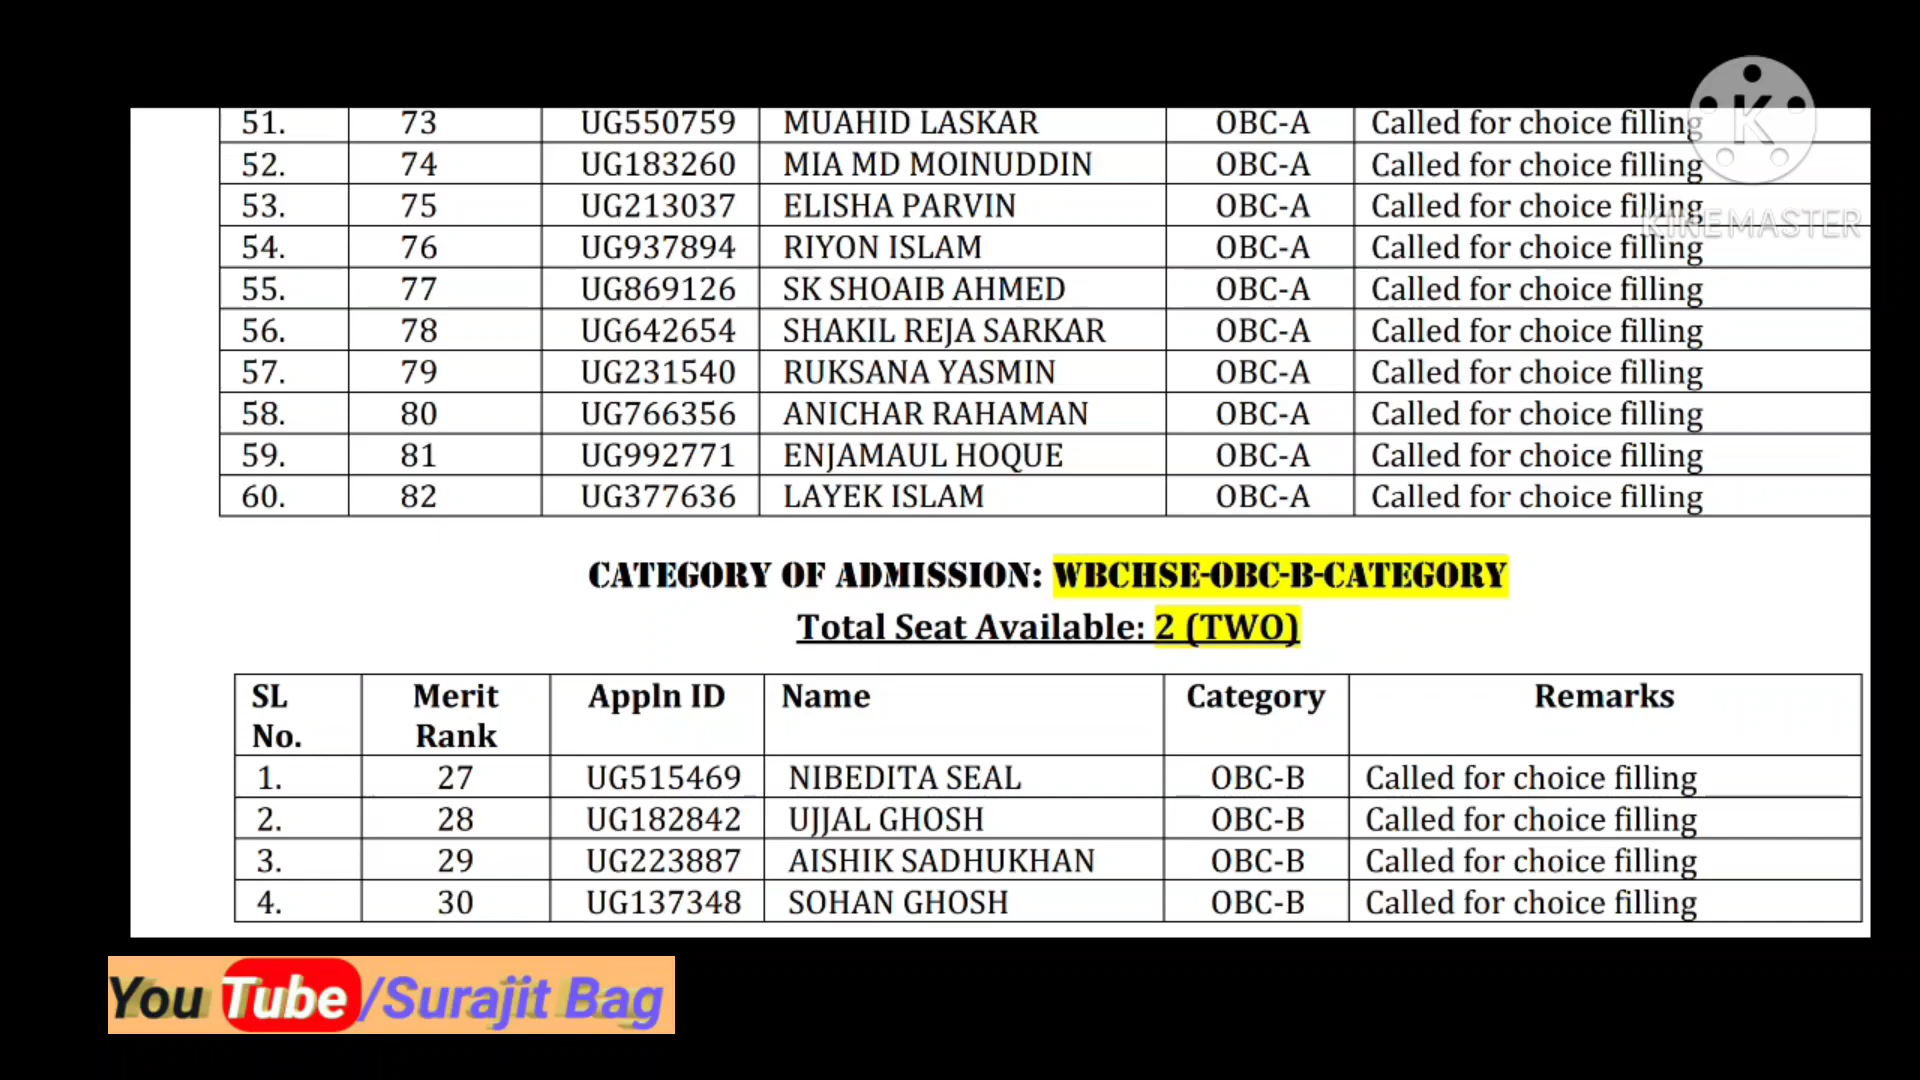 51. 73 UG550759 MUAHID LASKAR OBC-A Called for choice filling
52. 74 UG183260 MIA MD MOINUDDIN OBC-A Called for choice filling
53. 75 UG213037 ELISHA PARVIN OBC-A Called for choice filling
KINEMASTER
54. 76 UG937894 RIYON ISLAM OBC-A Called for choice filling
55. 77 UG869126 SK SHOAIB AHMED OBC-A Called for choice filling
56. 78 UG642654 SHAKIL REJA SARKAR OBC-A Called for choice filling
57. 79 UG231540 RUKSANA YASMIN OBC-A Called for choice filling
58. 80 UG766356 ANICHAR RAHAMAN OBC-A Called for choice filling
59. 81 UG992771 ENJAMAUL HOQUE OBC-A Called for choice filling
60. 82 UG377636 LAYEK ISLAM OBC-A Called for choice filling
CATEGORY OF ADMISSION: WBCHSE-OBC-B-CATEGORY
Total Seat Available: 2 (TWO)
SL No. Merit Rank Appln ID Name Category Remarks
1. 27 UG515469 NIBEDITA SEAL OBC-B Called for choice filling
2. 28 UG182842 UJJAL GHOSH OBC-B Called for choice filling
3. 29 UG223887 AISHIK SADHUKHAN OBC-B Called for choice filling
4. 30 UG137348 SOHAN GHOSH OBC-B Called for choice filling
You Tube/Surajit Bag